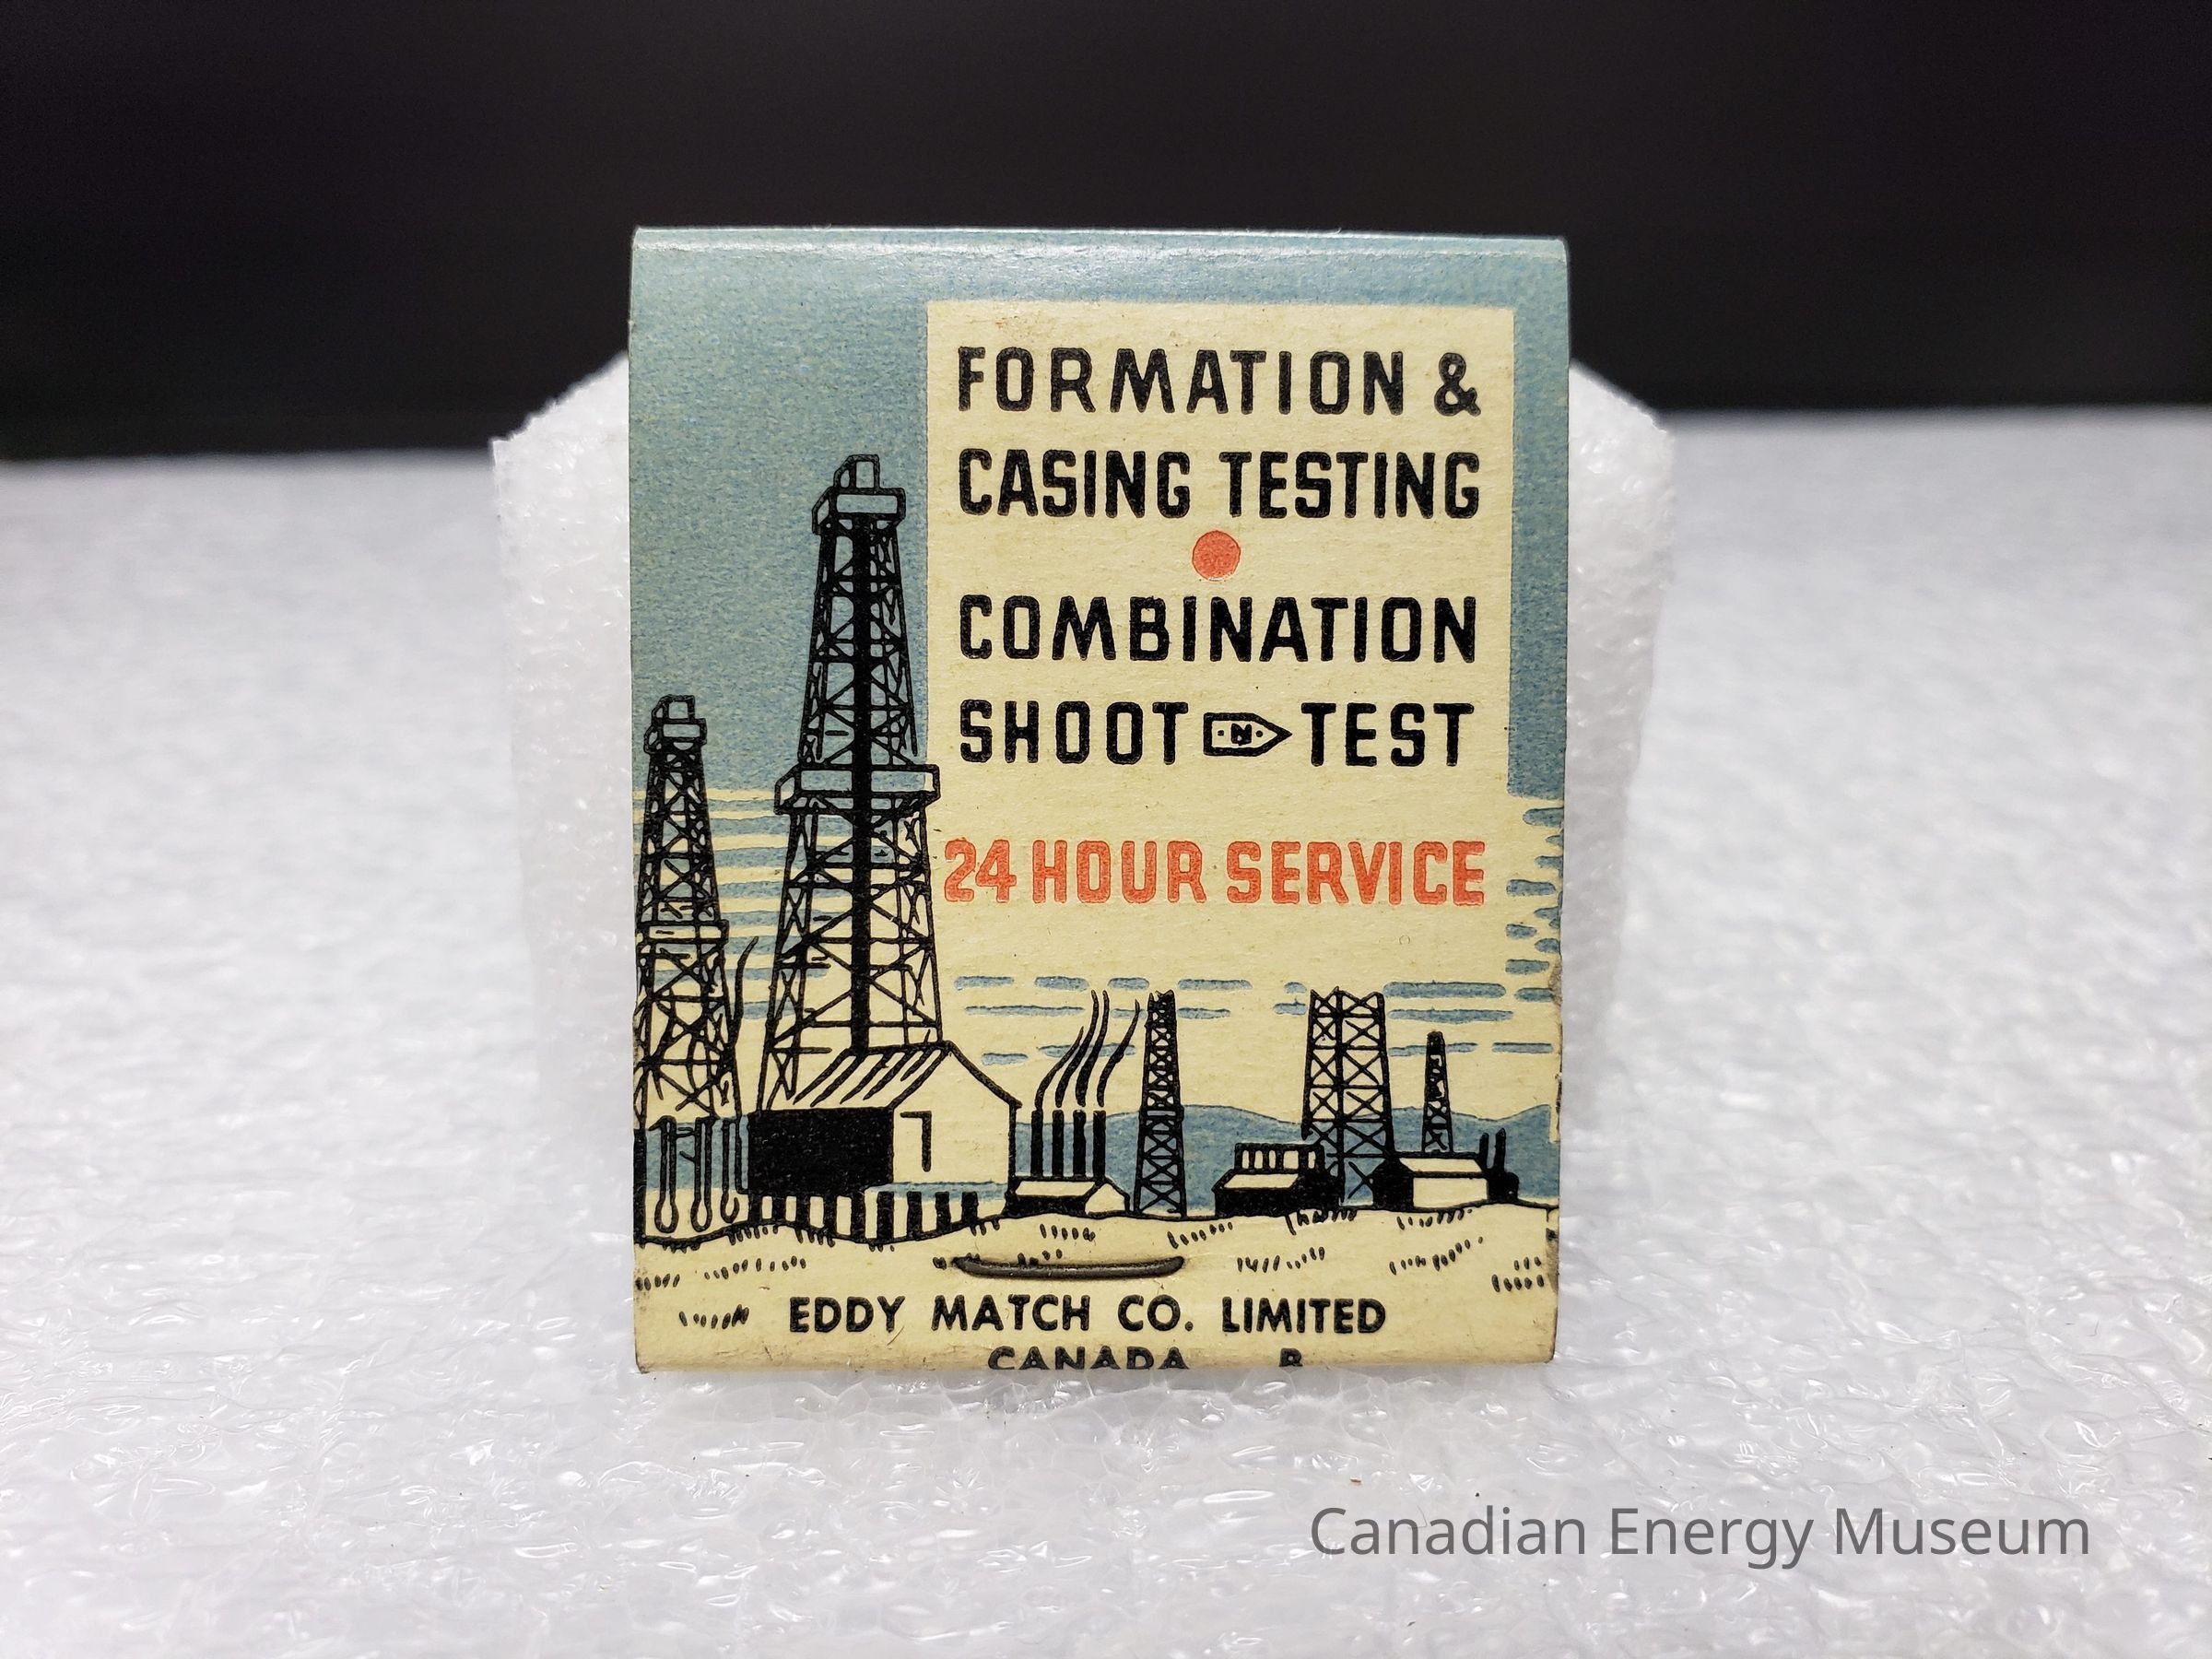 FORMATION &
CASING TESTING
COMBINATION
SHOOT N TEST
24 HOUR SERVICE
EDDY MATCH CO. LIMITED
CANADA
Canadian Energy Museum